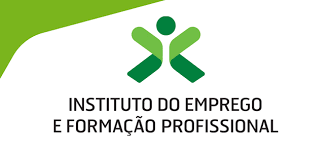 INSTITUTO DO EMPREGO
E FORMAÇÃO PROFISSIONAL